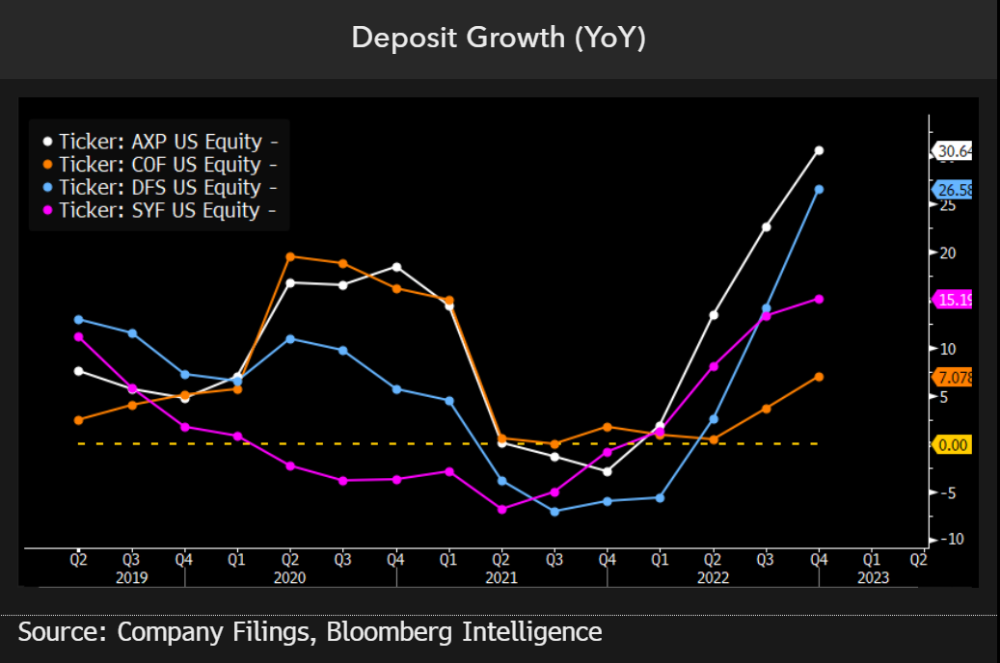 Deposit Growth (YoY)
Ticker: AXP US Equity -
Ticker: COF US Equity -
Ticker: DFS US Equity -
Ticker: SYF US Equity -
30.64
26.58
25
20
15.19
10
7.078
5
0.00
-5
-10
Q2 Q3 Q4 Q1 Q2 Q3 Q4 Q1 Q2 Q3 Q4 Q1 Q2 Q3 Q4 Q1 Q2
2019 2020 2021 2022 2023
Source: Company Filings, Bloomberg Intelligence